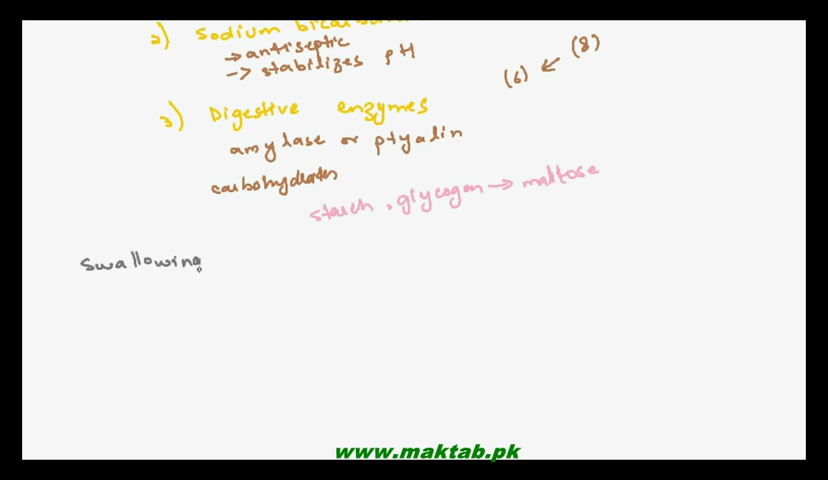 2) Sodium
→ antiseptic
→ stabilizes pH (6) ← (8)
3) Digestive enzymes
amylase or ptyalin
carbohydrates
starch, glycogen → maltose
Swallowing
www.maktab.pk